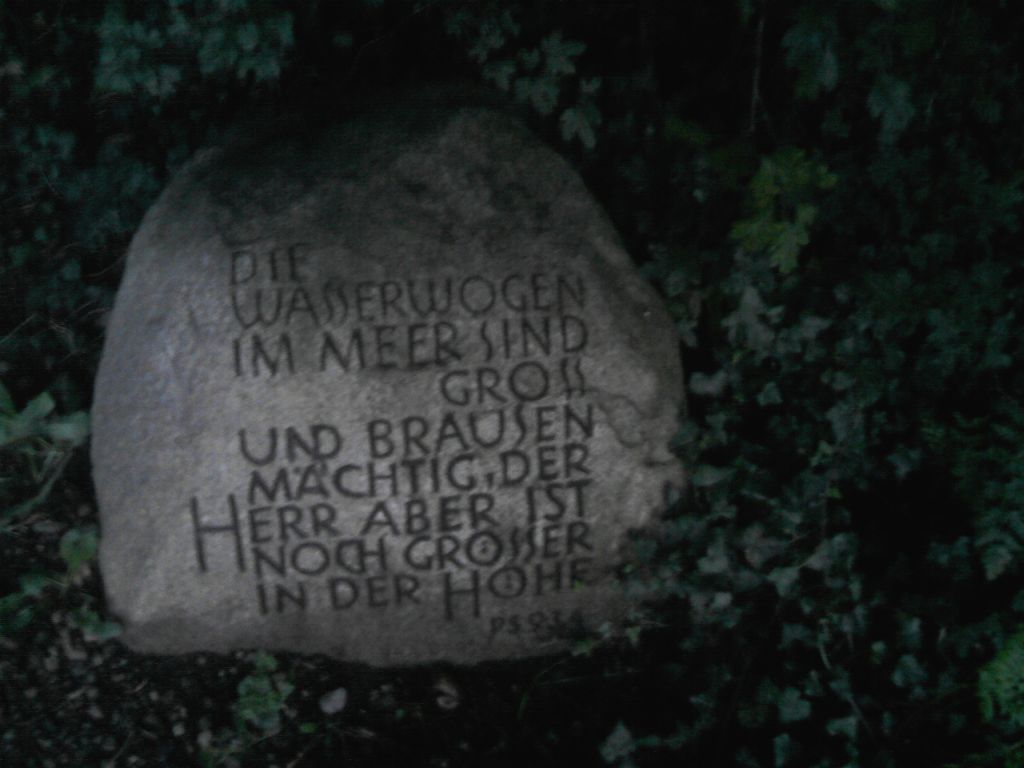 DIE
WASSERWOGEN
IM MEER SIND
GROSS
UND BRAUSEN
MÄCHTIG, DER
HERR ABER IST
NOCH GRÖSSER
IN DER HÖHE